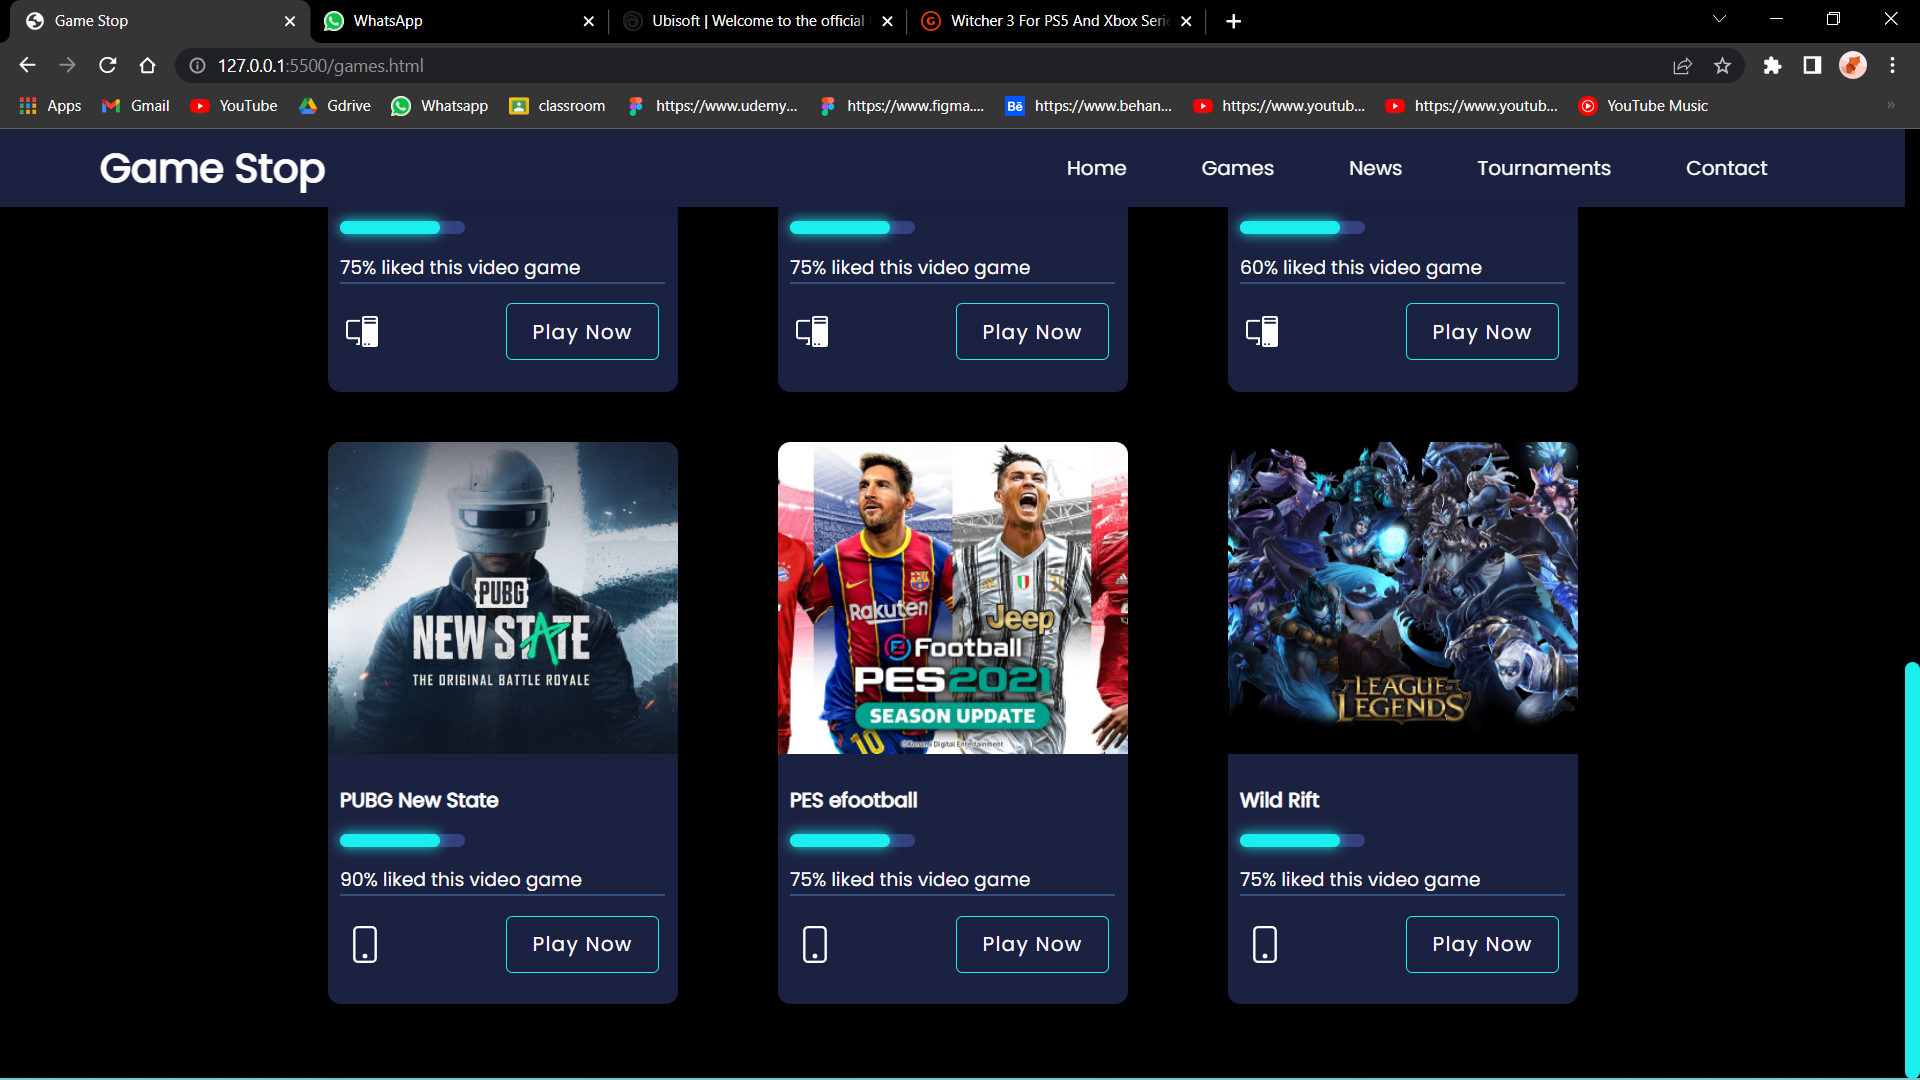 Game Stop
WhatsApp
Ubisoft | Welcome to the official
Witcher 3 For PS5 And Xbox Serie
127.0.0.1:5500/games.html
Apps
Gmail
YouTube
Gdrive
Whatsapp
classroom
https://www.udemy...
https://www.figma....
Bē
https://www.behan...
https://www.youtub...
https://www.youtub...
YouTube Music
Game Stop
Home
Games
News
Tournaments
Contact
75% liked this video game
Play Now
75% liked this video game
Play Now
60% liked this video game
Play Now
PUBG
NEW STATE
THE ORIGINAL BATTLE ROYALE
PUBG New State
90% liked this video game
Play Now
Rakuten
Jeep
eFootball
PES2021
SEASON UPDATE
10
©Konami Digital Entertainment
PES efootball
75% liked this video game
Play Now
LEAGUE OF
LEGENDS
Wild Rift
75% liked this video game
Play Now